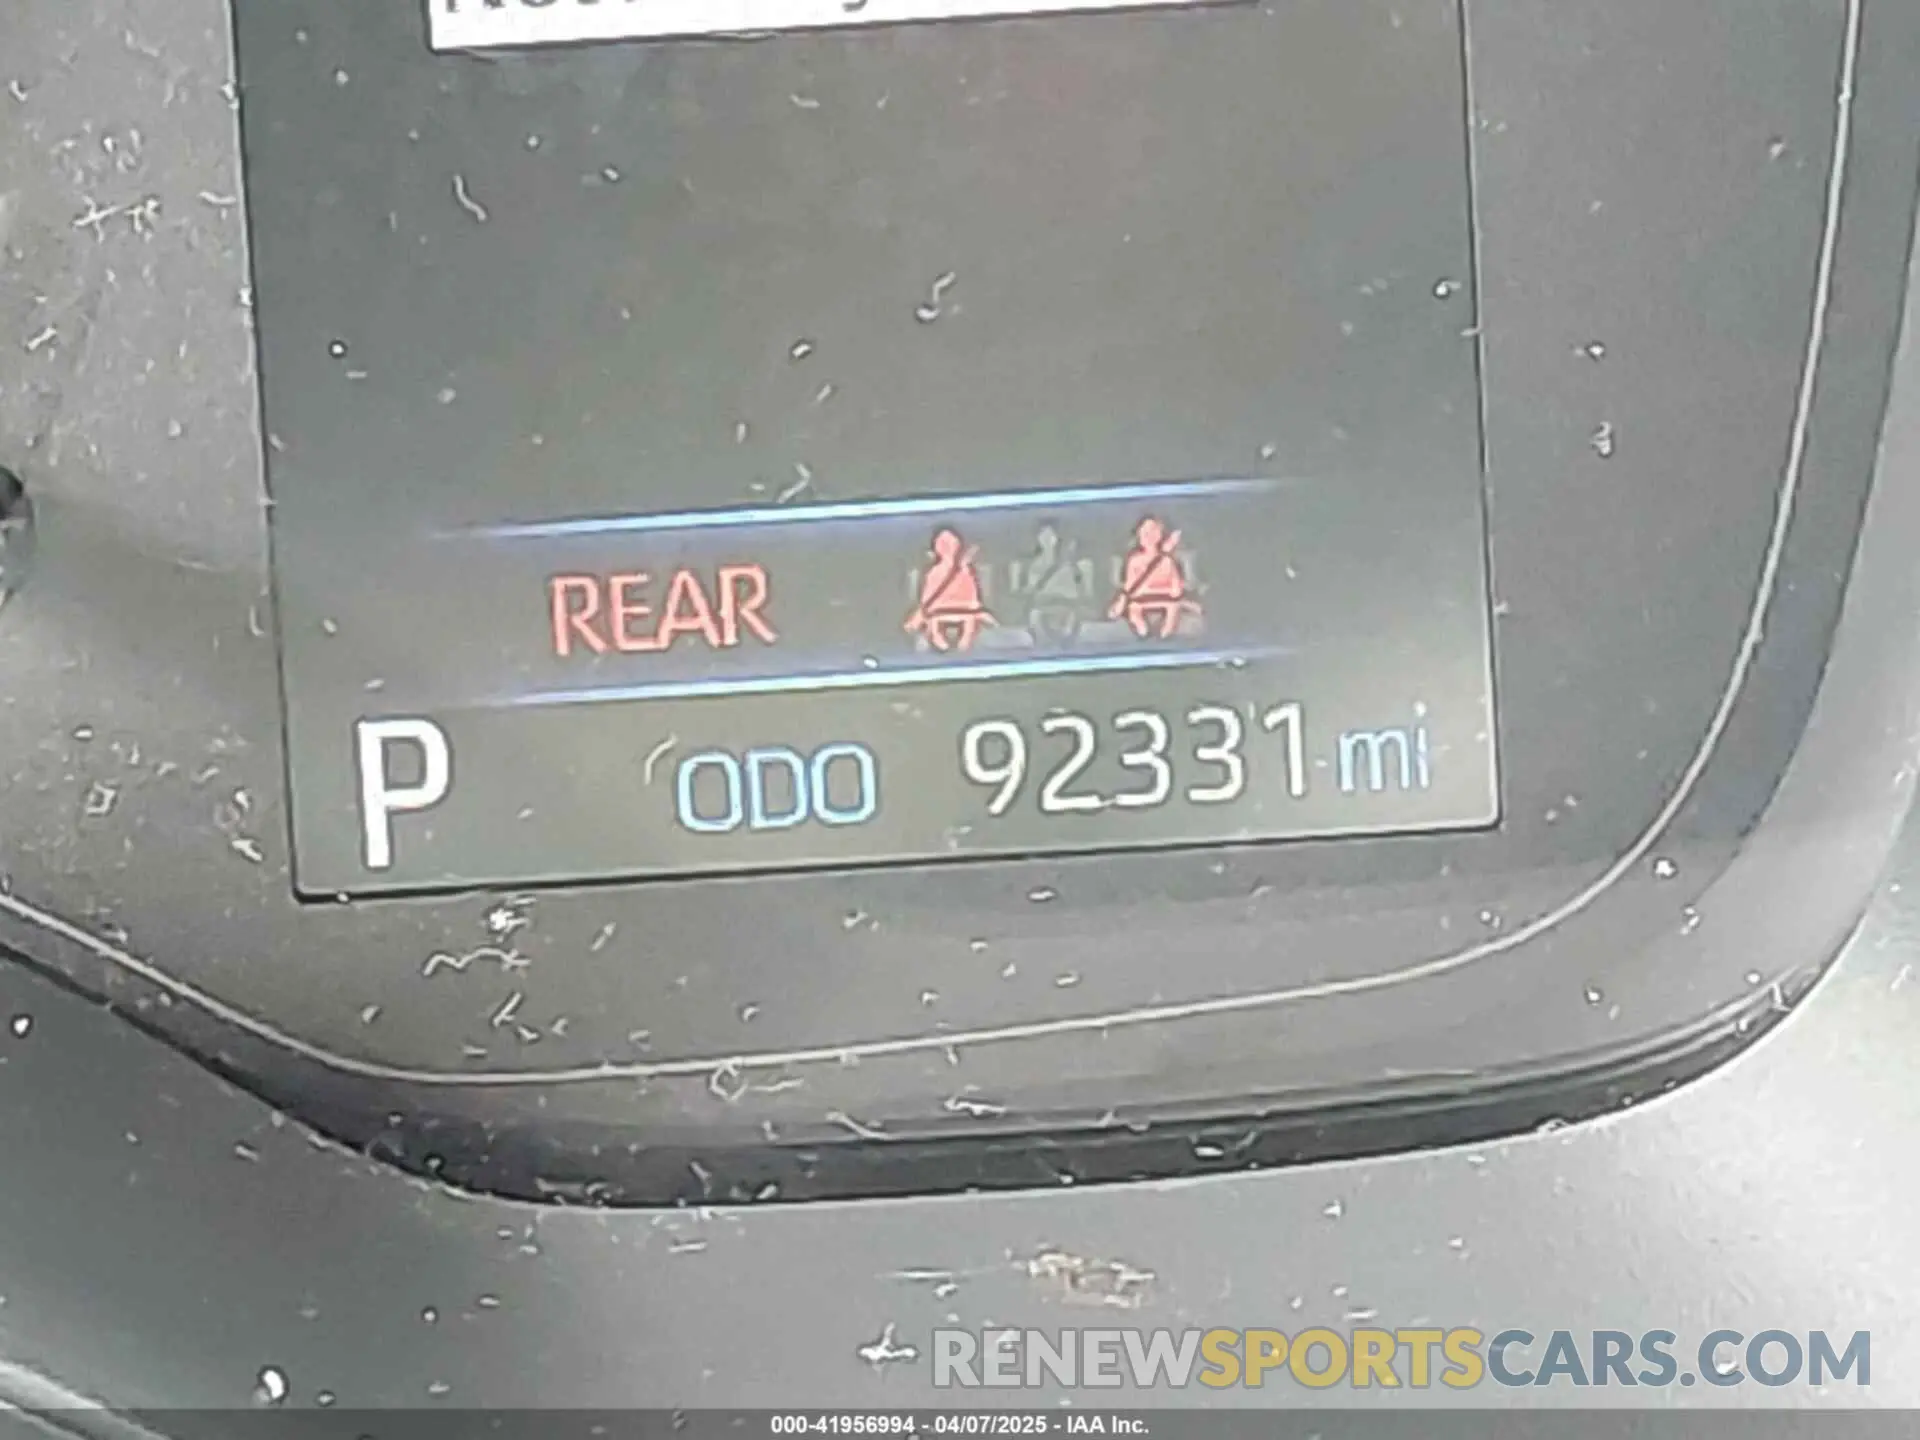 REAR
P ODO 92331 mi
RENEWSPORTSCARS.COM
000-41956994 - 04/07/2025 - IAA Inc.